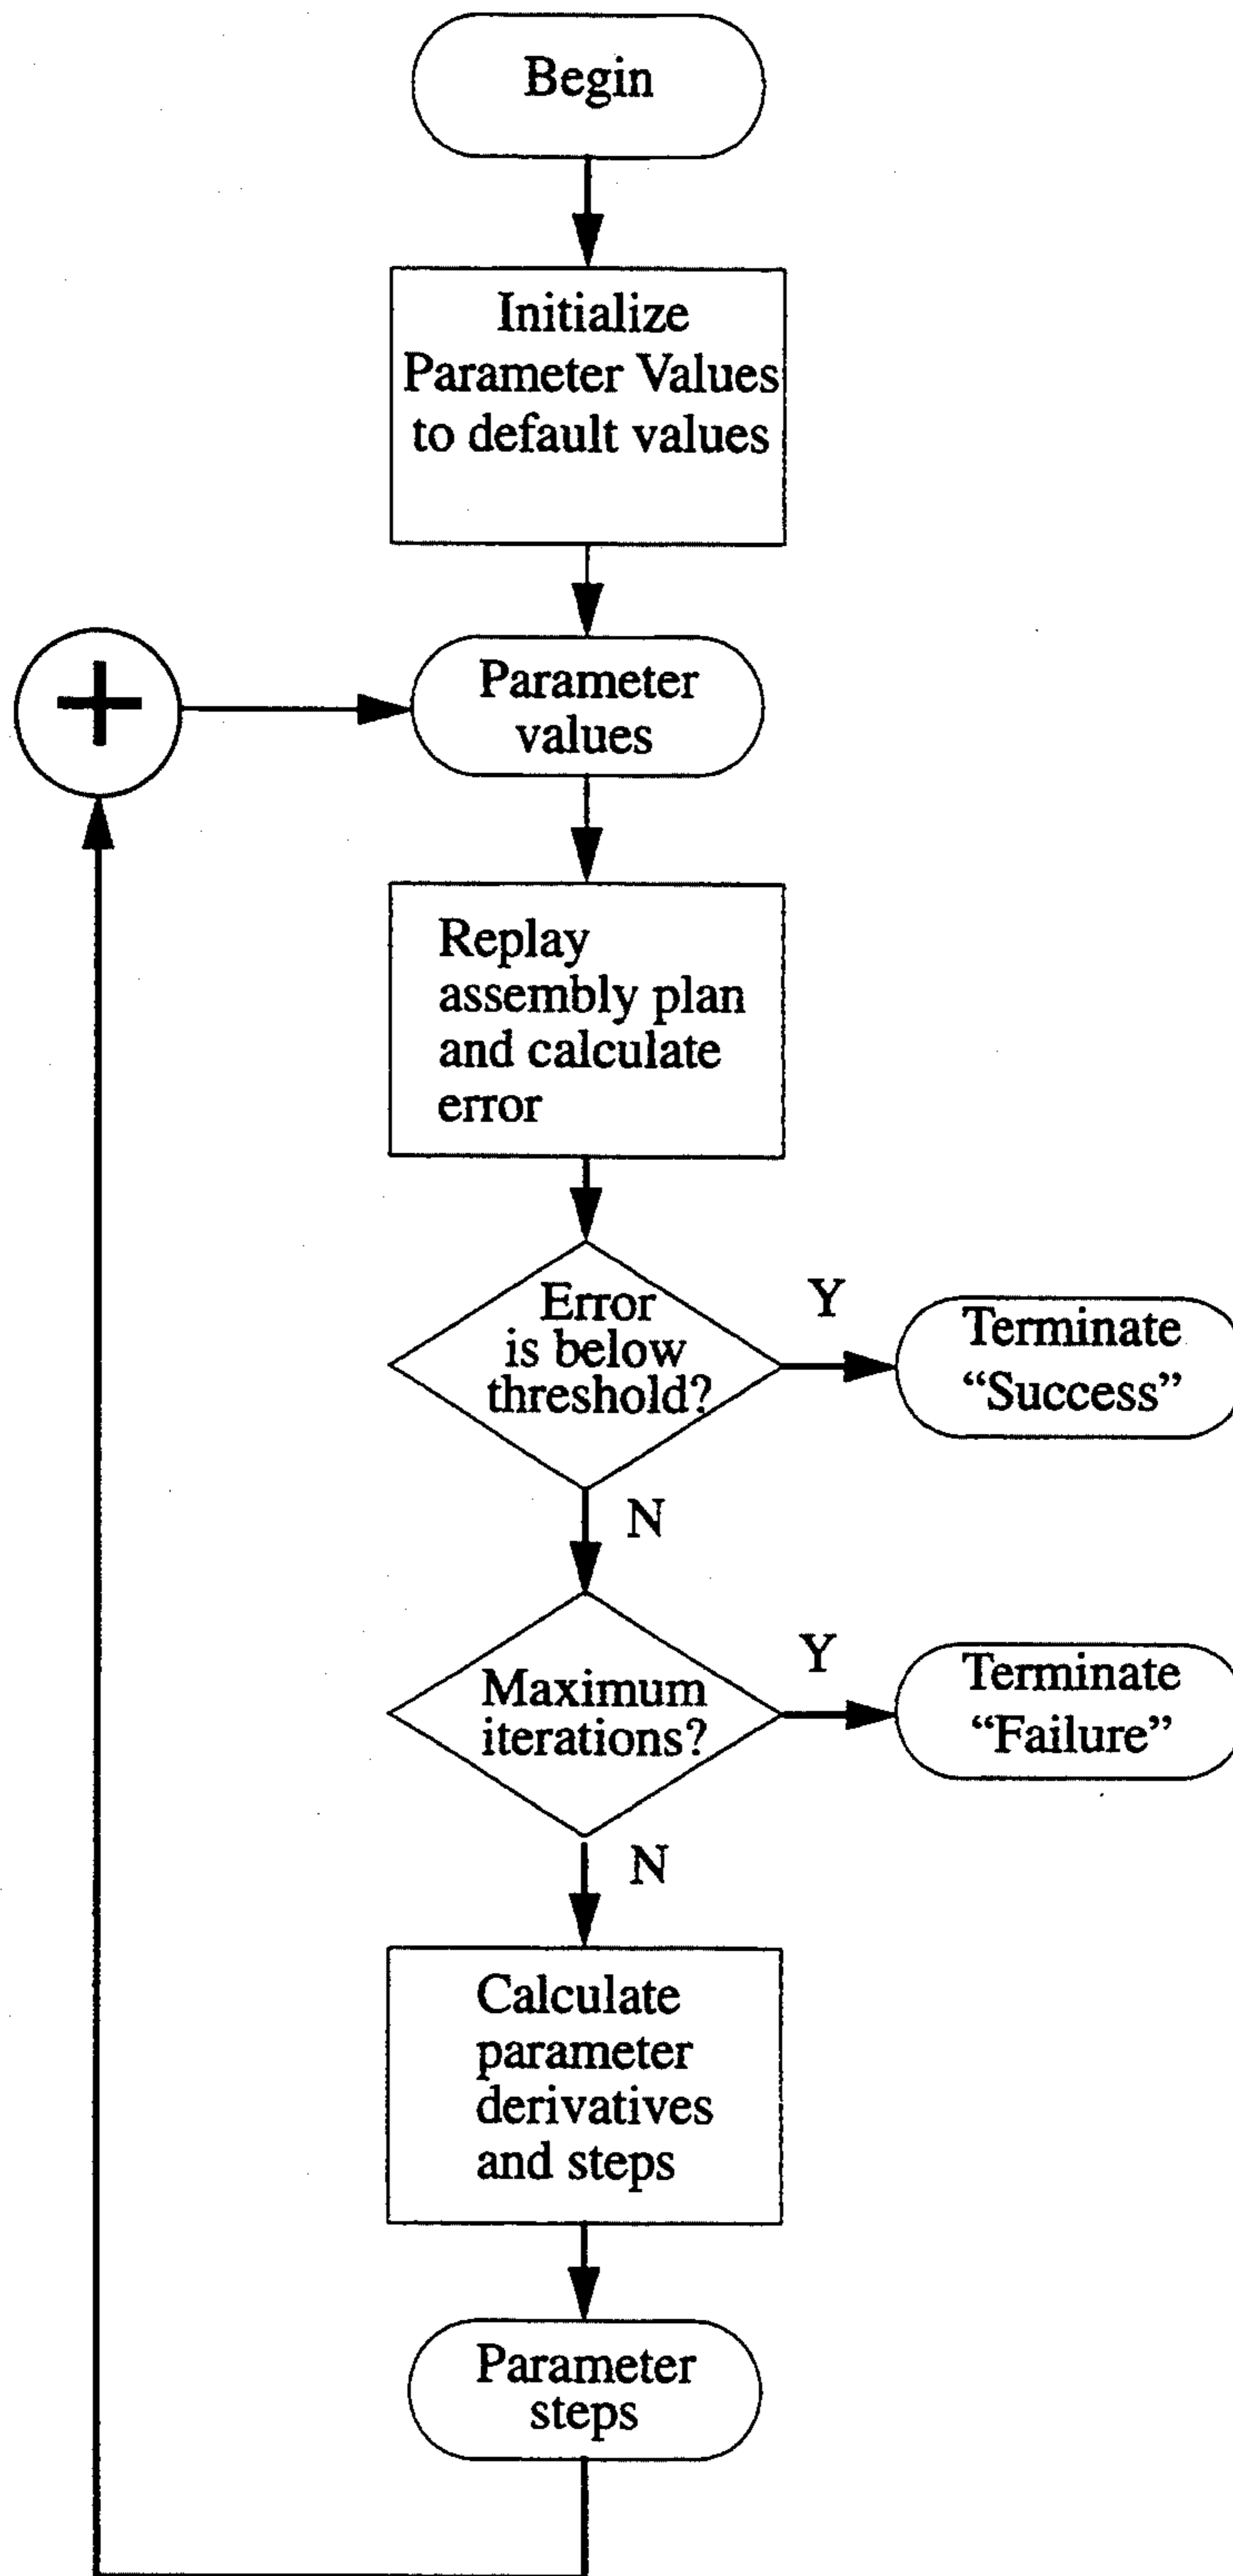 Begin
Initialize
Parameter Values
to default values
+
Parameter
values
Replay
assembly plan
and calculate
error
Error
is below
threshold?
Y
Terminate
“Success”
N
Maximum
iterations?
Y
Terminate
“Failure”
N
Calculate
parameter
derivatives
and steps
Parameter
steps